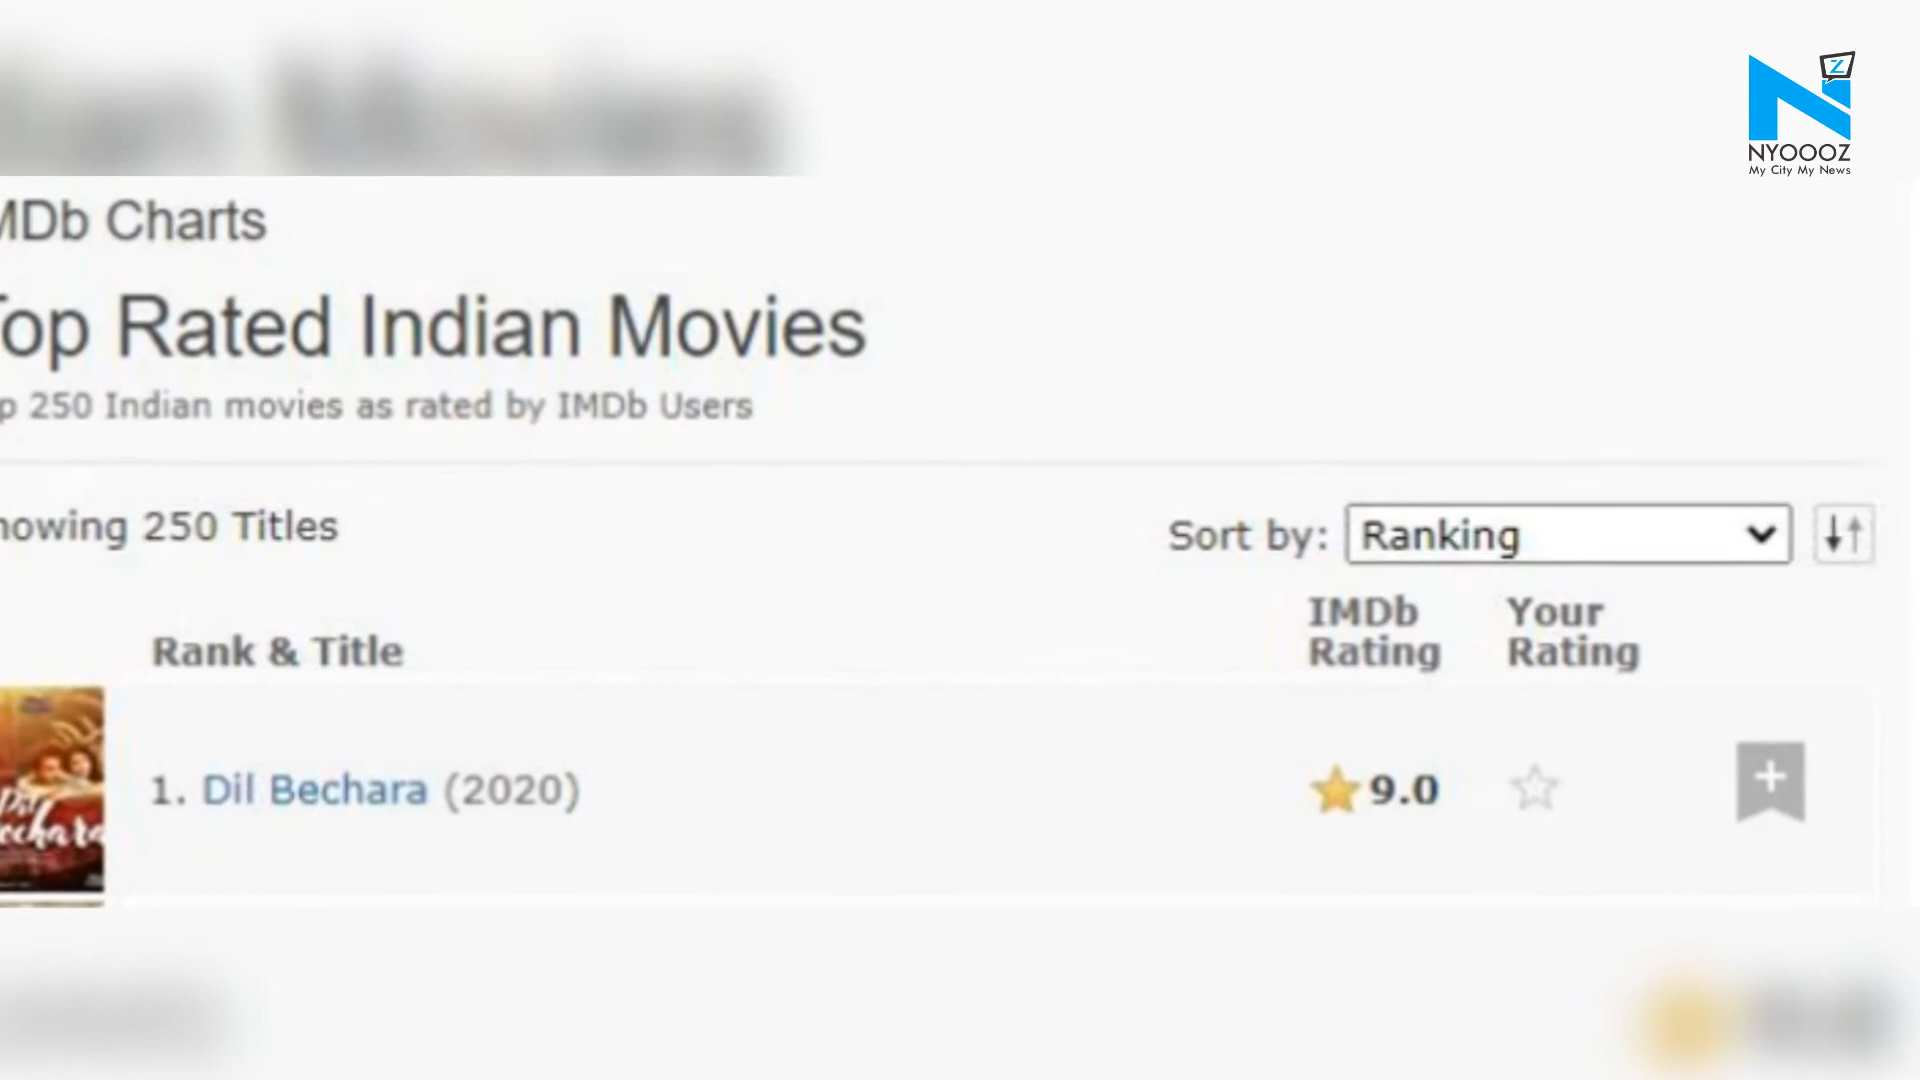 NYOOOZ
My City My News
MDb Charts
Top Rated Indian Movies
p 250 Indian movies as rated by IMDb Users
howing 250 Titles
Sort by: Ranking
Rank & Title
IMDb Rating
Your Rating
1. Dil Bechara (2020)
9.0